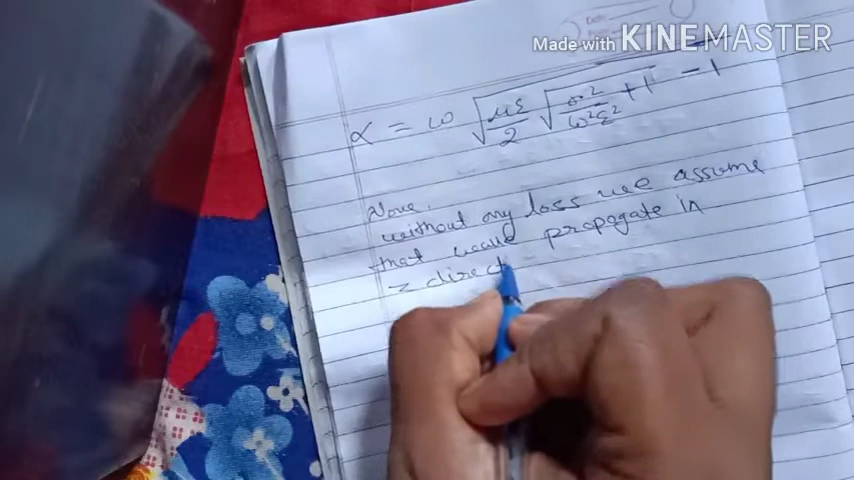 Made with KINEMASTER
α = ω √(με/2 √(σ²/ω²ε² + 1) - 1)
Now.
without any loss we assume
that wave propagate in
z direct